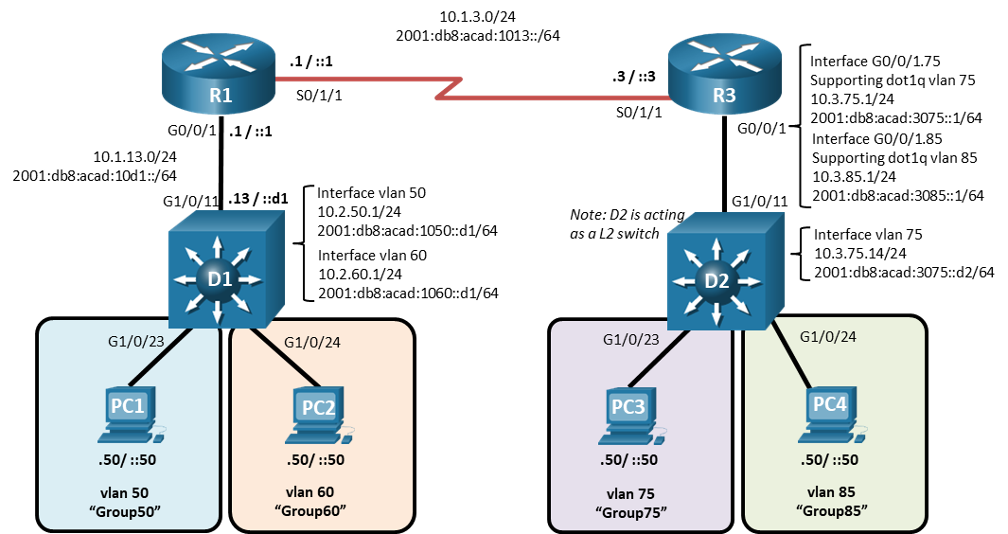 10.1.3.0/24
2001:db8:acad:1013::/64
.1 / ::1
S0/1/1
R1
.3 / ::3
S0/1/1
R3
G0/0/1
.1 / ::1
G0/0/1
Interface G0/0/1.75
Supporting dot1q vlan 75
10.3.75.1/24
2001:db8:acad:3075::1/64
Interface G0/0/1.85
Supporting dot1q vlan 85
10.3.85.1/24
2001:db8:acad:3085::1/64
10.1.13.0/24
2001:db8:acad:10d1::/64
G1/0/11
.13 / ::d1
D1
Interface vlan 50
10.2.50.1/24
2001:db8:acad:1050::d1/64
Interface vlan 60
10.2.60.1/24
2001:db8:acad:1060::d1/64
Note: D2 is acting
as a L2 switch
G1/0/11
D2
Interface vlan 75
10.3.75.14/24
2001:db8:acad:3075::d2/64
G1/0/23
G1/0/24
G1/0/23
G1/0/24
PC1
.50/ ::50
vlan 50
“Group50”
PC2
.50/ ::50
vlan 60
“Group60”
PC3
.50/ ::50
vlan 75
“Group75”
PC4
.50/ ::50
vlan 85
“Group85”